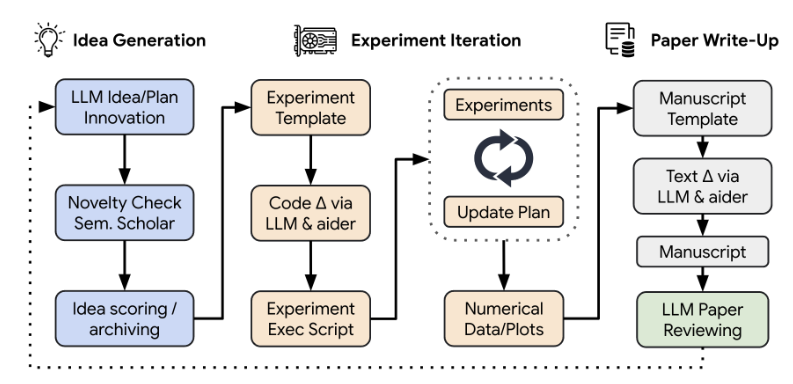 Idea Generation
Experiment Iteration
Paper Write-Up
LLM Idea/Plan
Innovation
Novelty Check
Sem. Scholar
Idea scoring /
archiving
Experiment
Template
Code Δ via
LLM & aider
Experiment
Exec Script
Experiments
Update Plan
Numerical
Data/Plots
Manuscript
Template
Text Δ via
LLM & aider
Manuscript
LLM Paper
Reviewing